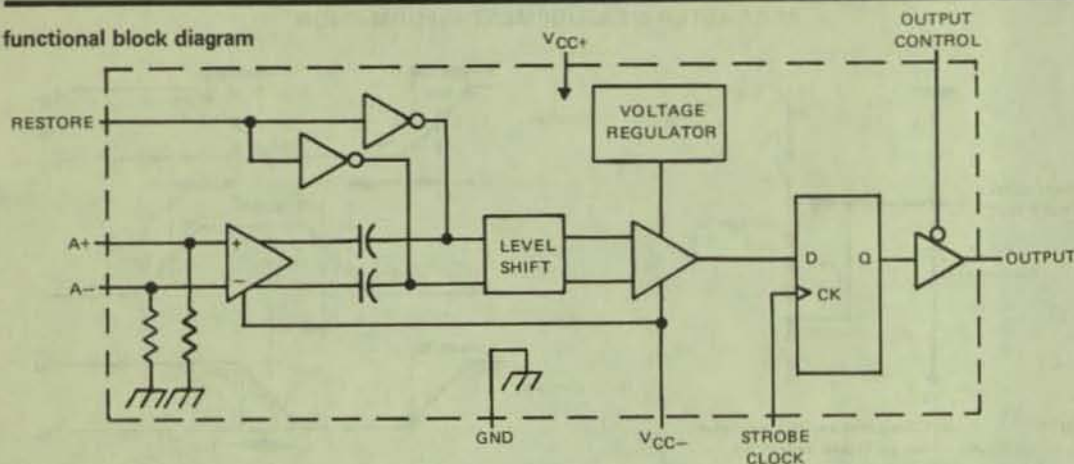 functional block diagram
VCC+
OUTPUT
CONTROL
RESTORE
VOLTAGE
REGULATOR
A+
A−
+
−
LEVEL
SHIFT
D
Q
CK
OUTPUT
GND
VCC−
STROBE
CLOCK